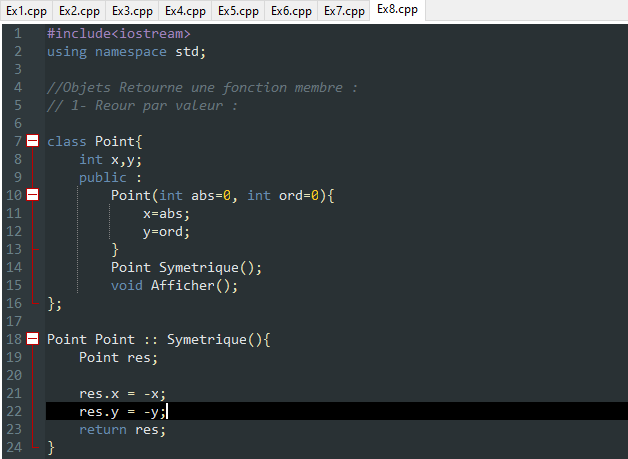 Ex1.cpp Ex2.cpp Ex3.cpp Ex4.cpp Ex5.cpp Ex6.cpp Ex7.cpp Ex8.cpp
1 #include<iostream>
2 using namespace std;
3
4 //Objets Retourne une fonction membre :
5 // 1- Reour par valeur :
6
7 class Point{
8 int x,y;
9 public :
10 Point(int abs=0, int ord=0){
11 x=abs;
12 y=ord;
13 }
14 Point Symetrique();
15 void Afficher();
16 };
17
18 Point Point :: Symetrique(){
19 Point res;
20
21 res.x = -x;
22 res.y = -y;
23 return res;
24 }